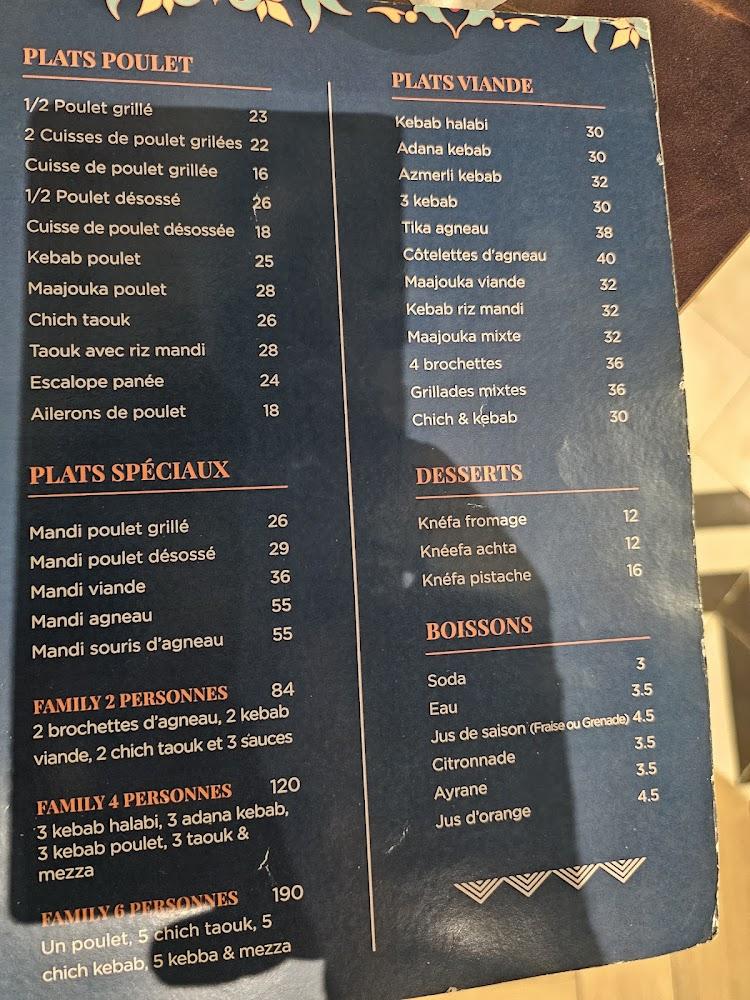 PLATS POULET
1/2 Poulet grillé 23
2 Cuisses de poulet grilées 22
Cuisse de poulet grillée 16
1/2 Poulet désossé 26
Cuisse de poulet désossée 18
Kebab poulet 25
Maajouka poulet 28
Chich taouk 26
Taouk avec riz mandi 28
Escalope panée 24
Ailerons de poulet 18
PLATS SPÉCIAUX
Mandi poulet grillé 26
Mandi poulet désossé 29
Mandi viande 36
Mandi agneau 55
Mandi souris d'agneau 55
FAMILY 2 PERSONNES 84
2 brochettes d'agneau, 2 kebab
viande, 2 chich taouk et 3 sauces
FAMILY 4 PERSONNES 120
3 kebab halabi, 3 adana kebab,
3 kebab poulet, 3 taouk &
mezza
FAMILY 6 PERSONNES 190
Un poulet, 5 chich taouk, 5
chich kebab, 5 kebba & mezza
PLATS VIANDE
Kebab halabi 30
Adana kebab 30
Azmerli kebab 32
3 kebab 30
Tika agneau 38
Côtelettes d'agneau 40
Maajouka viande 32
Kebab riz mandi 32
Maajouka mixte 32
4 brochettes 36
Grillades mixtes 36
Chich & kebab 30
DESSERTS
Knéfa fromage 12
Knéefa achta 12
Knéfa pistache 16
BOISSONS
Soda 3
Eau 3.5
Jus de saison (Fraise ou Grenade) 4.5
Citronnade 3.5
Ayrane 3.5
Jus d'orange 4.5